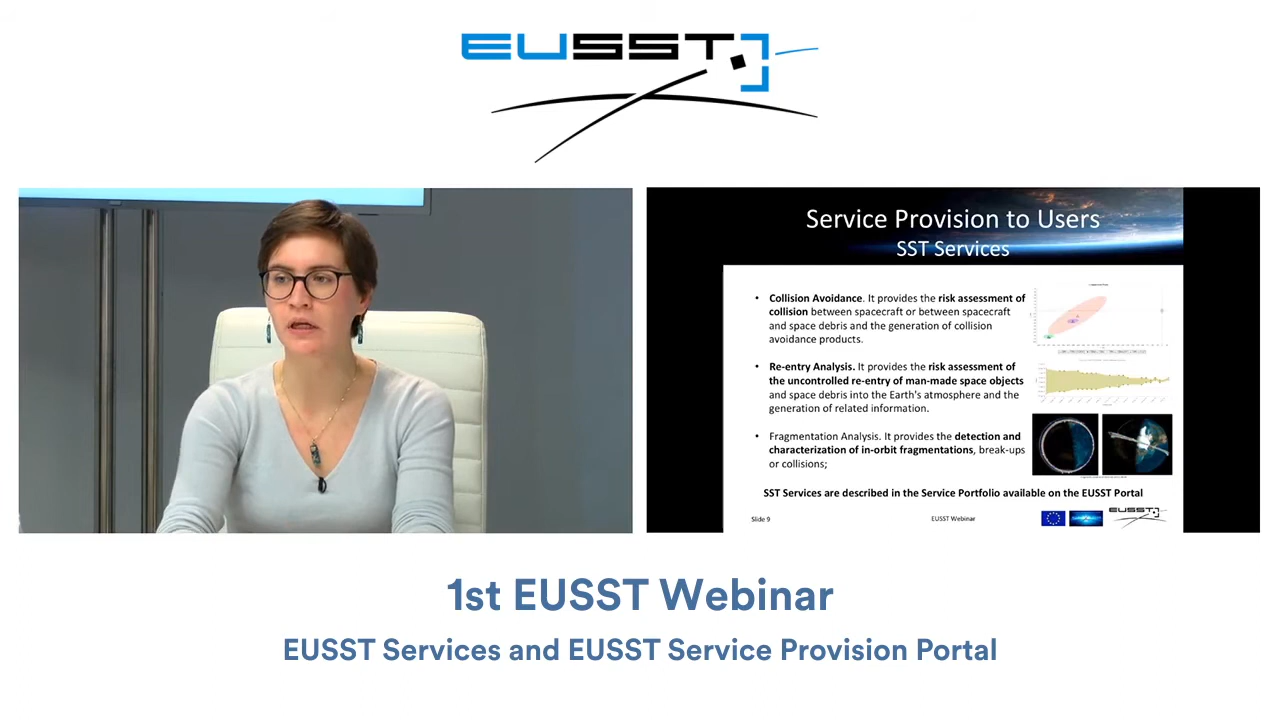 EUSST
Service Provision to Users
SST Services
• Collision Avoidance. It provides the risk assessment of
collision between spacecraft or between spacecraft
and space debris and the generation of collision
avoidance products.
• Re-entry Analysis. It provides the risk assessment of
the uncontrolled re-entry of man-made space objects
and space debris into the Earth's atmosphere and the
generation of related information.
• Fragmentation Analysis. It provides the detection and
characterization of in-orbit fragmentations, break-ups
or collisions;
SST Services are described in the Service Portfolio available on the EUSST Portal
Slide 9
EUSST Webinar
EUSST
1st EUSST Webinar
EUSST Services and EUSST Service Provision Portal